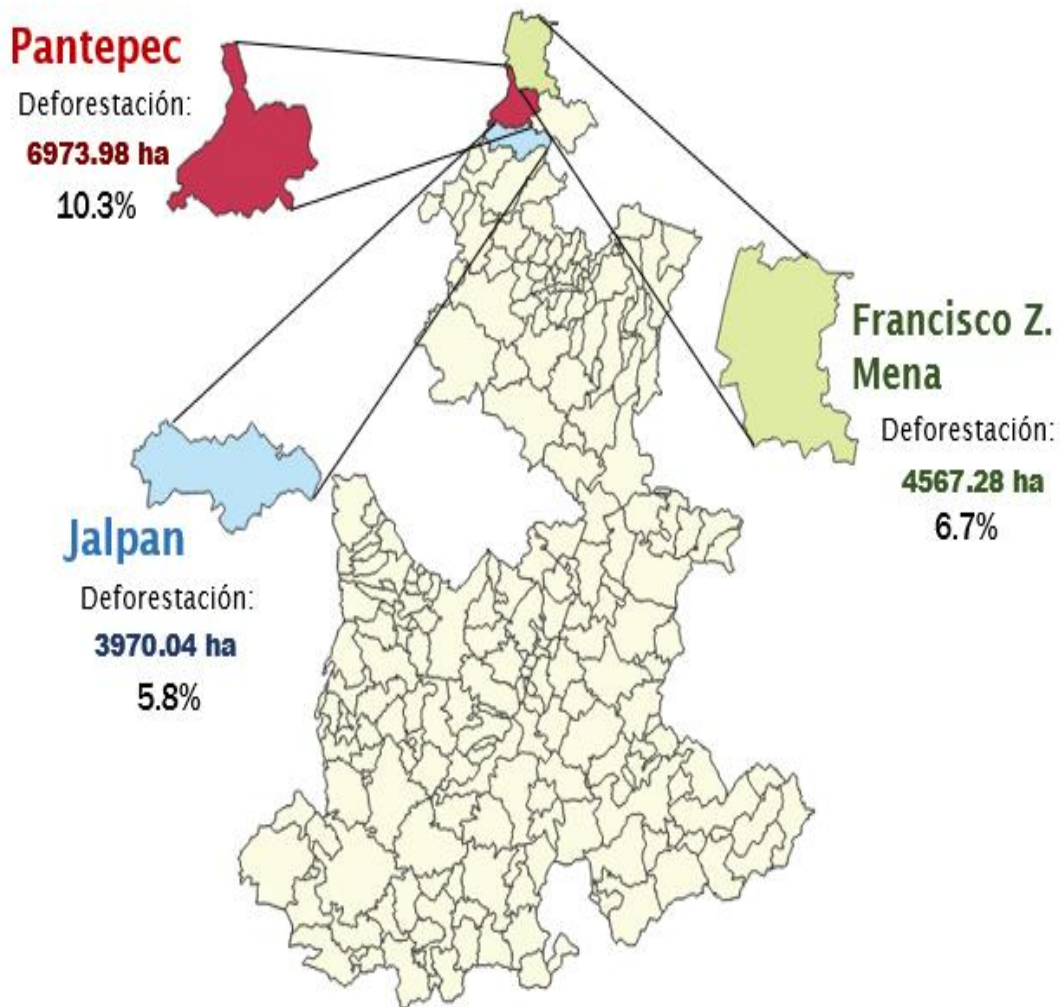 Pantepec
Deforestación:
6973.98 ha
10.3%
Francisco Z.
Mena
Deforestación:
4567.28 ha
6.7%
Jalpan
Deforestación:
3970.04 ha
5.8%